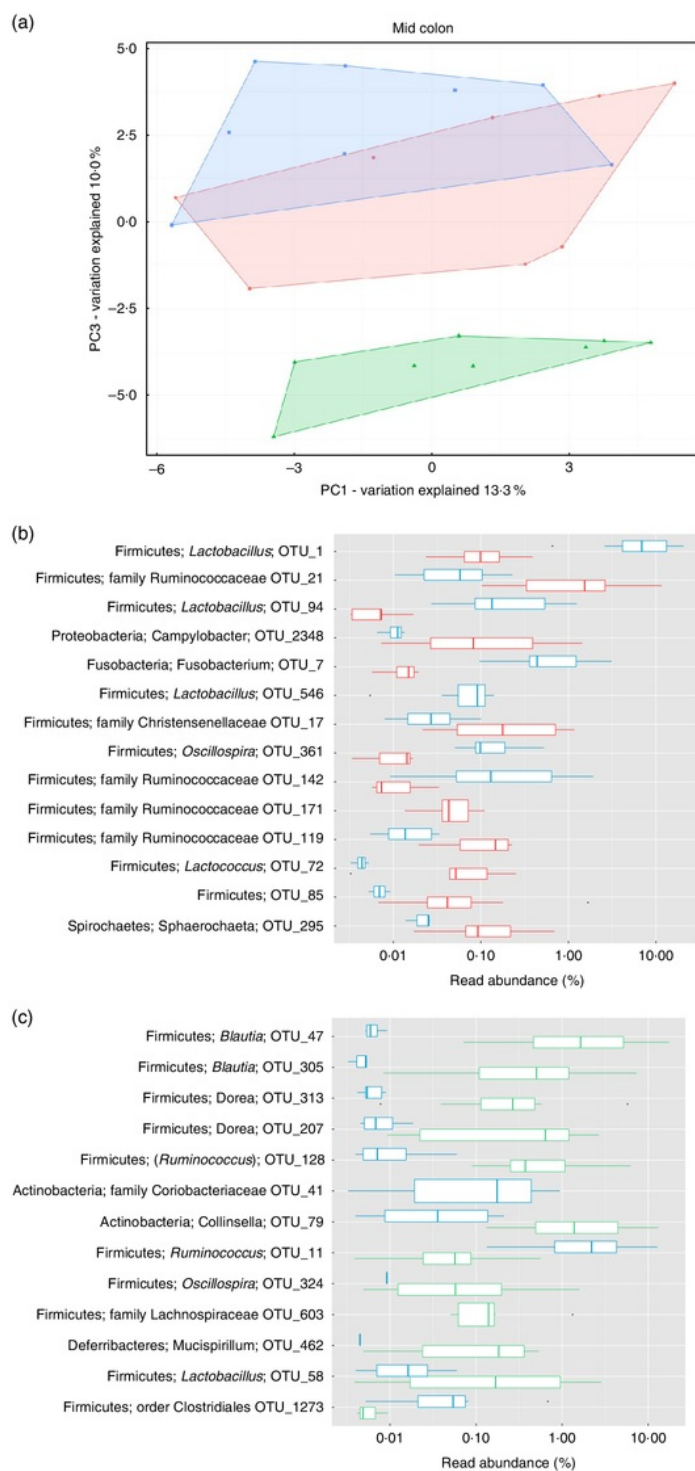 (a)
Mid colon
5·0
2·5
0·0
−2·5
−5·0
PC3 - variation explained 10·0 %
−6
−3
0
3
PC1 - variation explained 13·3 %
(b)
Firmicutes; Lactobacillus; OTU_1
Firmicutes; family Ruminococcaceae OTU_21
Firmicutes; Lactobacillus; OTU_94
Proteobacteria; Campylobacter; OTU_2348
Fusobacteria; Fusobacterium; OTU_7
Firmicutes; Lactobacillus; OTU_546
Firmicutes; family Christensenellaceae OTU_17
Firmicutes; Oscillospira; OTU_361
Firmicutes; family Ruminococcaceae OTU_142
Firmicutes; family Ruminococcaceae OTU_171
Firmicutes; family Ruminococcaceae OTU_119
Firmicutes; Lactococcus; OTU_72
Firmicutes; OTU_85
Spirochaetes; Sphaerochaeta; OTU_295
0·01
0·10
1·00
10·00
Read abundance (%)
(c)
Firmicutes; Blautia; OTU_47
Firmicutes; Blautia; OTU_305
Firmicutes; Dorea; OTU_313
Firmicutes; Dorea; OTU_207
Firmicutes; (Ruminococcus); OTU_128
Actinobacteria; family Coriobacteriaceae OTU_41
Actinobacteria; Collinsella; OTU_79
Firmicutes; Ruminococcus; OTU_11
Firmicutes; Oscillospira; OTU_324
Firmicutes; family Lachnospiraceae OTU_603
Deferribacteres; Mucispirillum; OTU_462
Firmicutes; Lactobacillus; OTU_58
Firmicutes; order Clostridiales OTU_1273
0·01
0·10
1·00
10·00
Read abundance (%)